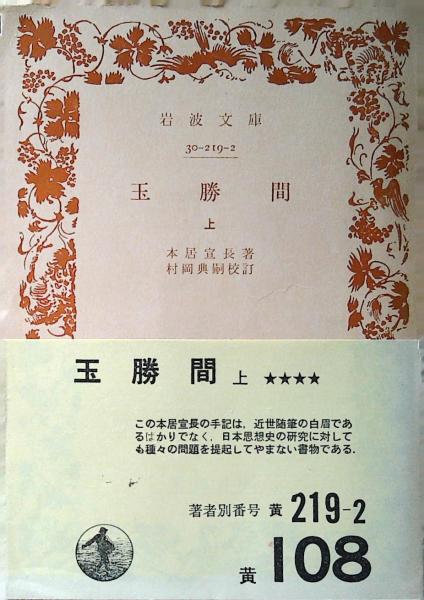 岩波文庫
30-219-2
玉勝間
上
本居宣長著
村岡典嗣校訂
玉勝間 上 ★★★★
この本居宣長の手記は，近世随筆の白眉であ
るばかりでなく，日本思想史の研究に対して
も種々の問題を提起してやまない書物である．
著者別番号 黄 219-2
黄 108